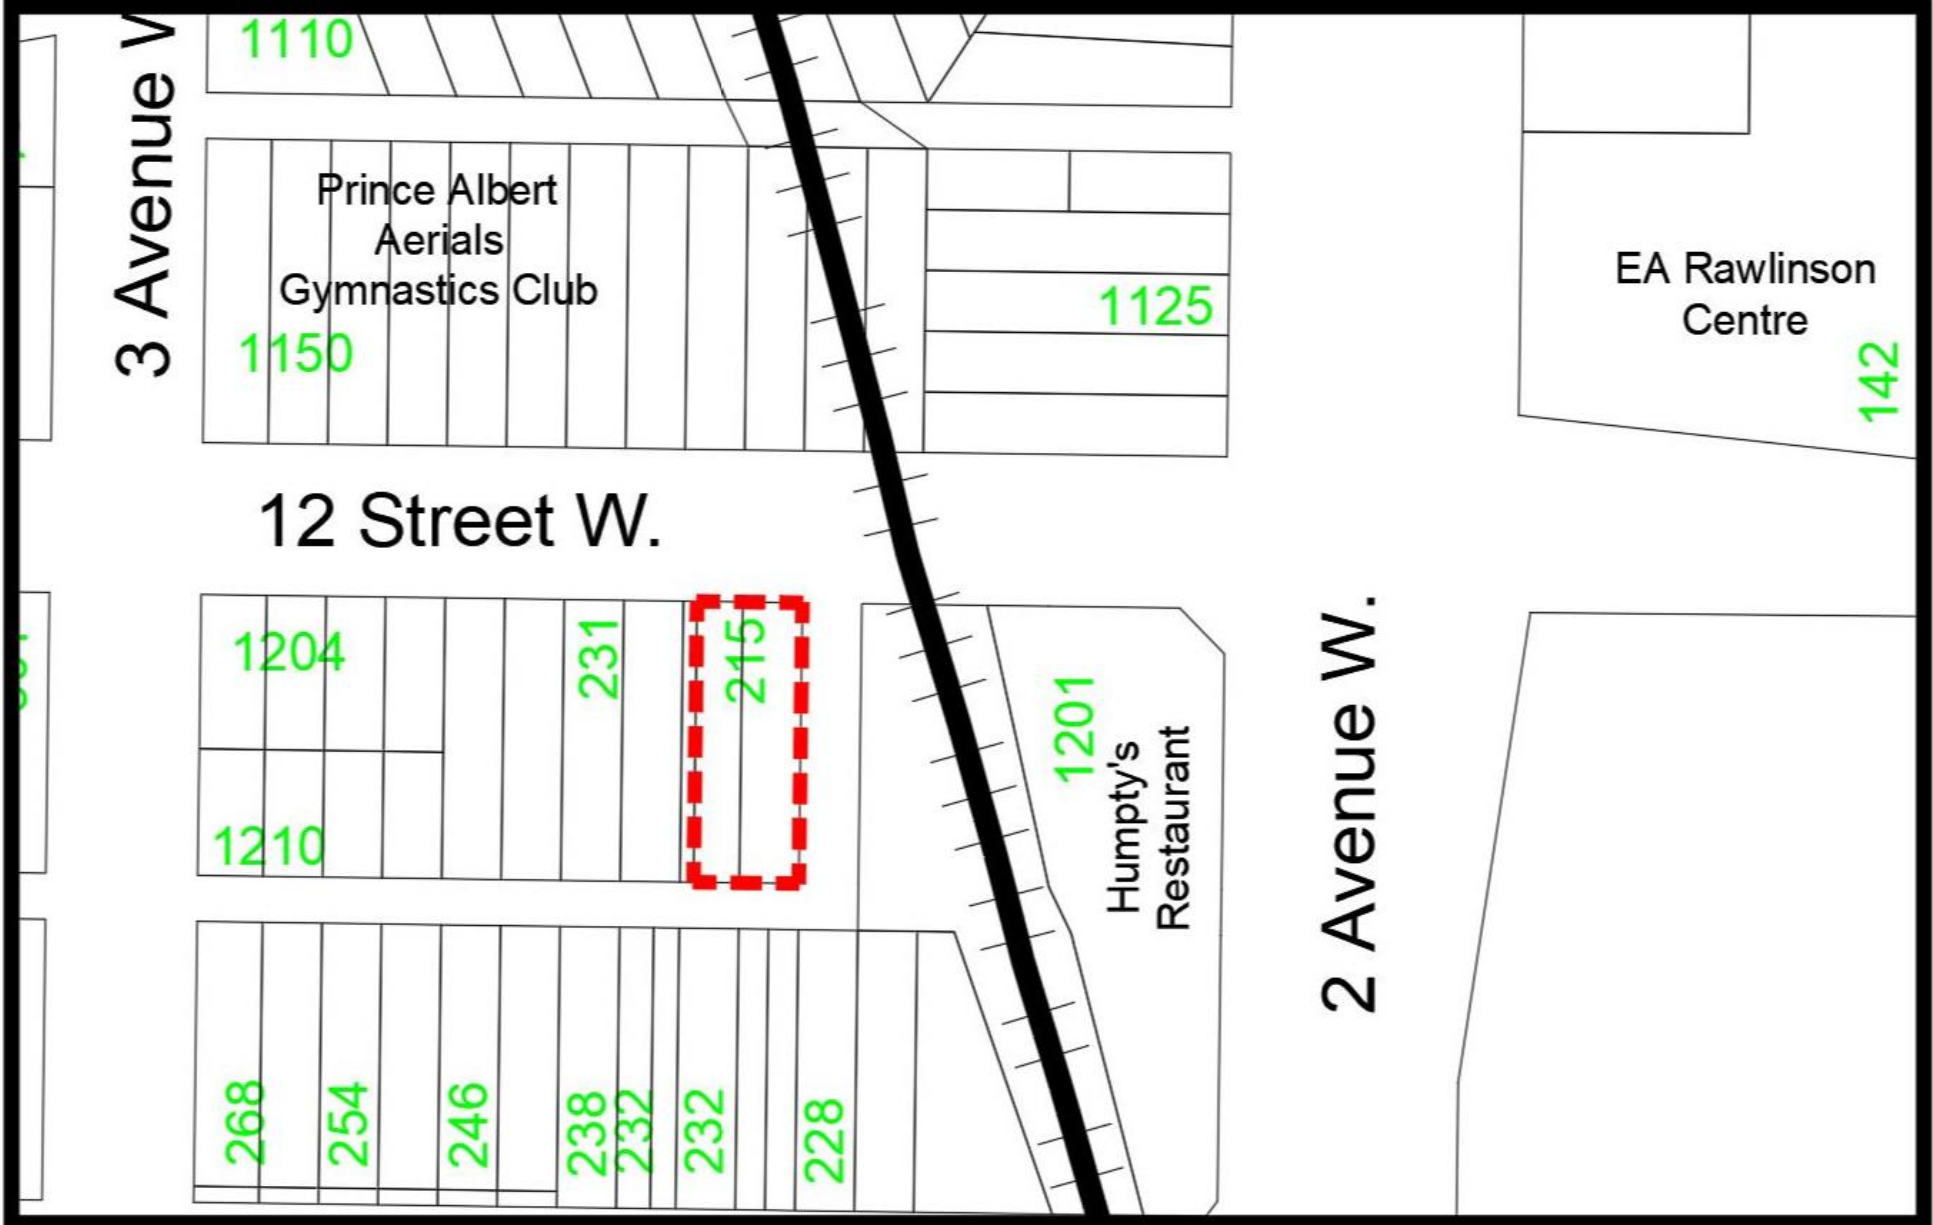 1110
3 Avenue W
Prince Albert
Aerials
Gymnastics Club
1150
1125
EA Rawlinson
Centre
142
12 Street W.
1204
231
215
1201
Humpty's
Restaurant
2 Avenue W.
1210
268
254
246
238
232
232
228